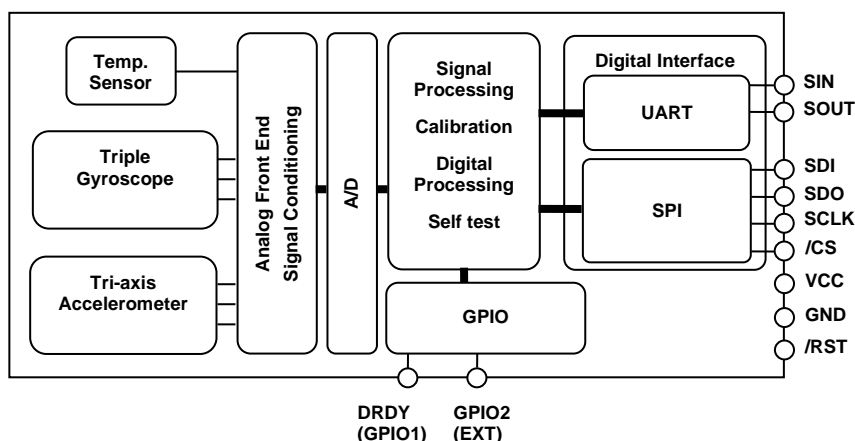 Temp.
Sensor
Triple
Gyroscope
Tri-axis
Accelerometer
Analog Front End
Signal Conditioning
A/D
Signal
Processing
Calibration
Digital
Processing
Self test
GPIO
Digital Interface
UART
SPI
SIN
SOUT
SDI
SDO
SCLK
/CS
VCC
GND
/RST
DRDY
(GPIO1)
GPIO2
(EXT)